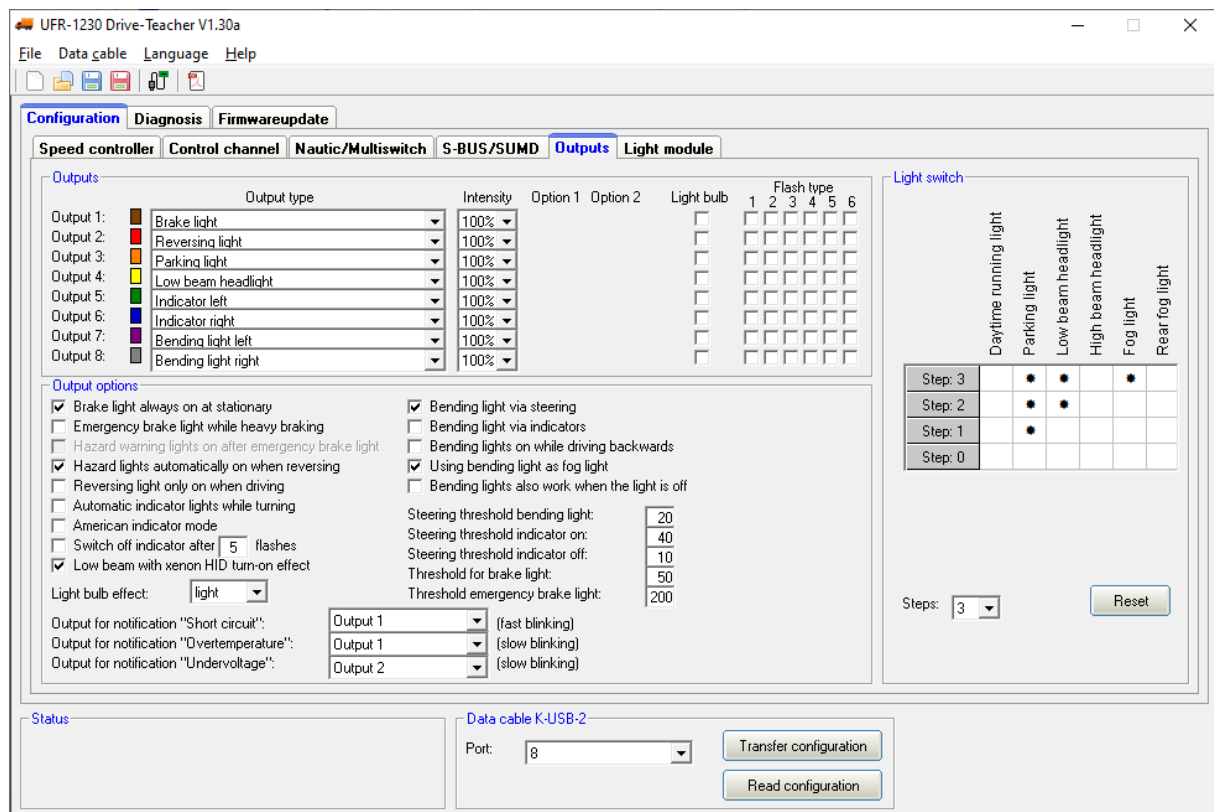 UFR-1230 Drive-Teacher V1.30a
File Data cable Language Help
Configuration Diagnosis Firmwareupdate
Speed controller Control channel Nautic/Multiswitch S-BUS/SUMD Outputs Light module
Outputs
Output type Intensity Option 1 Option 2 Light bulb Flash type
1 2 3 4 5 6
Output 1: Brake light 100%
Output 2: Reversing light 100%
Output 3: Parking light 100%
Output 4: Low beam headlight 100%
Output 5: Indicator left 100%
Output 6: Indicator right 100%
Output 7: Bending light left 100%
Output 8: Bending light right 100%
Output options
Brake light always on at stationary
Emergency brake light while heavy braking
Hazard warning lights on after emergency brake light
Hazard lights automatically on when reversing
Reversing light only on when driving
Automatic indicator lights while turning
American indicator mode
Switch off indicator after 5 flashes
Low beam with xenon HID turn-on effect
Light bulb effect: light
Bending light via steering
Bending light via indicators
Bending lights on while driving backwards
Using bending light as fog light
Bending lights also work when the light is off
Steering threshold bending light: 20
Steering threshold indicator on: 40
Steering threshold indicator off: 10
Threshold for brake light: 50
Threshold emergency brake light: 200
Output for notification "Short circuit": Output 1 (fast blinking)
Output for notification "Overtemperature": Output 1 (slow blinking)
Output for notification "Undervoltage": Output 2 (slow blinking)
Light switch
Daytime running light
Parking light
Low beam headlight
High beam headlight
Fog light
Rear fog light
Step: 3
Step: 2
Step: 1
Step: 0
Steps: 3 Reset
Status
Data cable K-USB-2
Port: 8 Transfer configuration
Read configuration